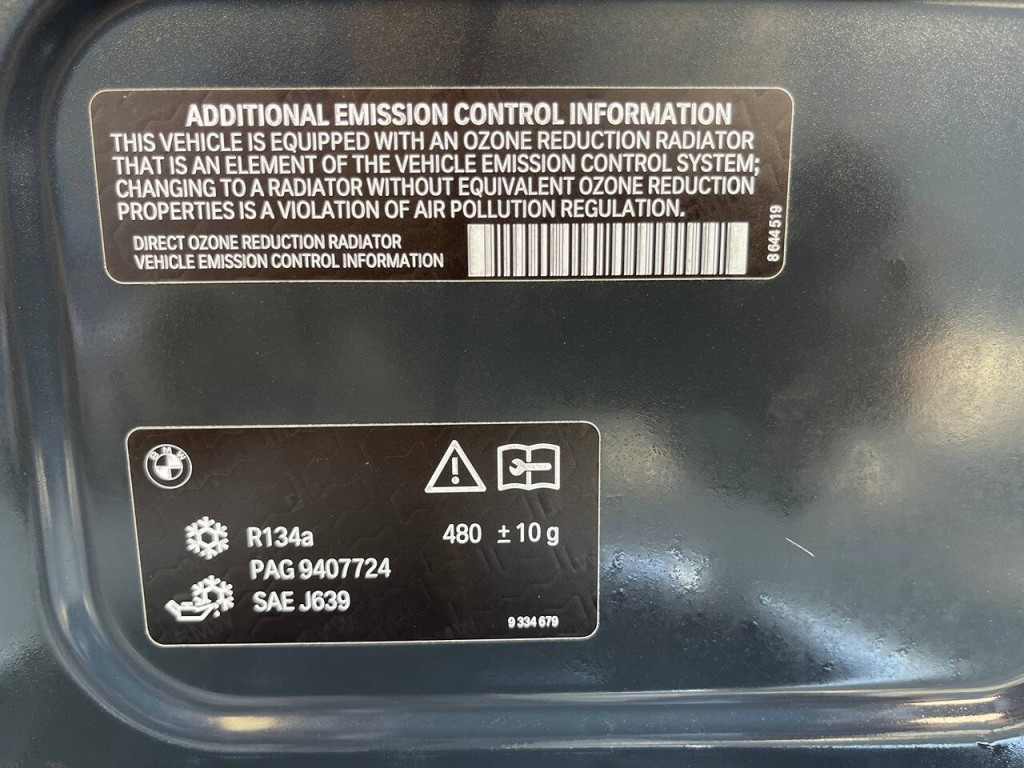 ADDITIONAL EMISSION CONTROL INFORMATION
THIS VEHICLE IS EQUIPPED WITH AN OZONE REDUCTION RADIATOR
THAT IS AN ELEMENT OF THE VEHICLE EMISSION CONTROL SYSTEM;
CHANGING TO A RADIATOR WITHOUT EQUIVALENT OZONE REDUCTION
PROPERTIES IS A VIOLATION OF AIR POLLUTION REGULATION.
DIRECT OZONE REDUCTION RADIATOR
VEHICLE EMISSION CONTROL INFORMATION
8 644 519
BMW
R134a 480 ±10 g
PAG 9407724
SAE J639
9 334 679